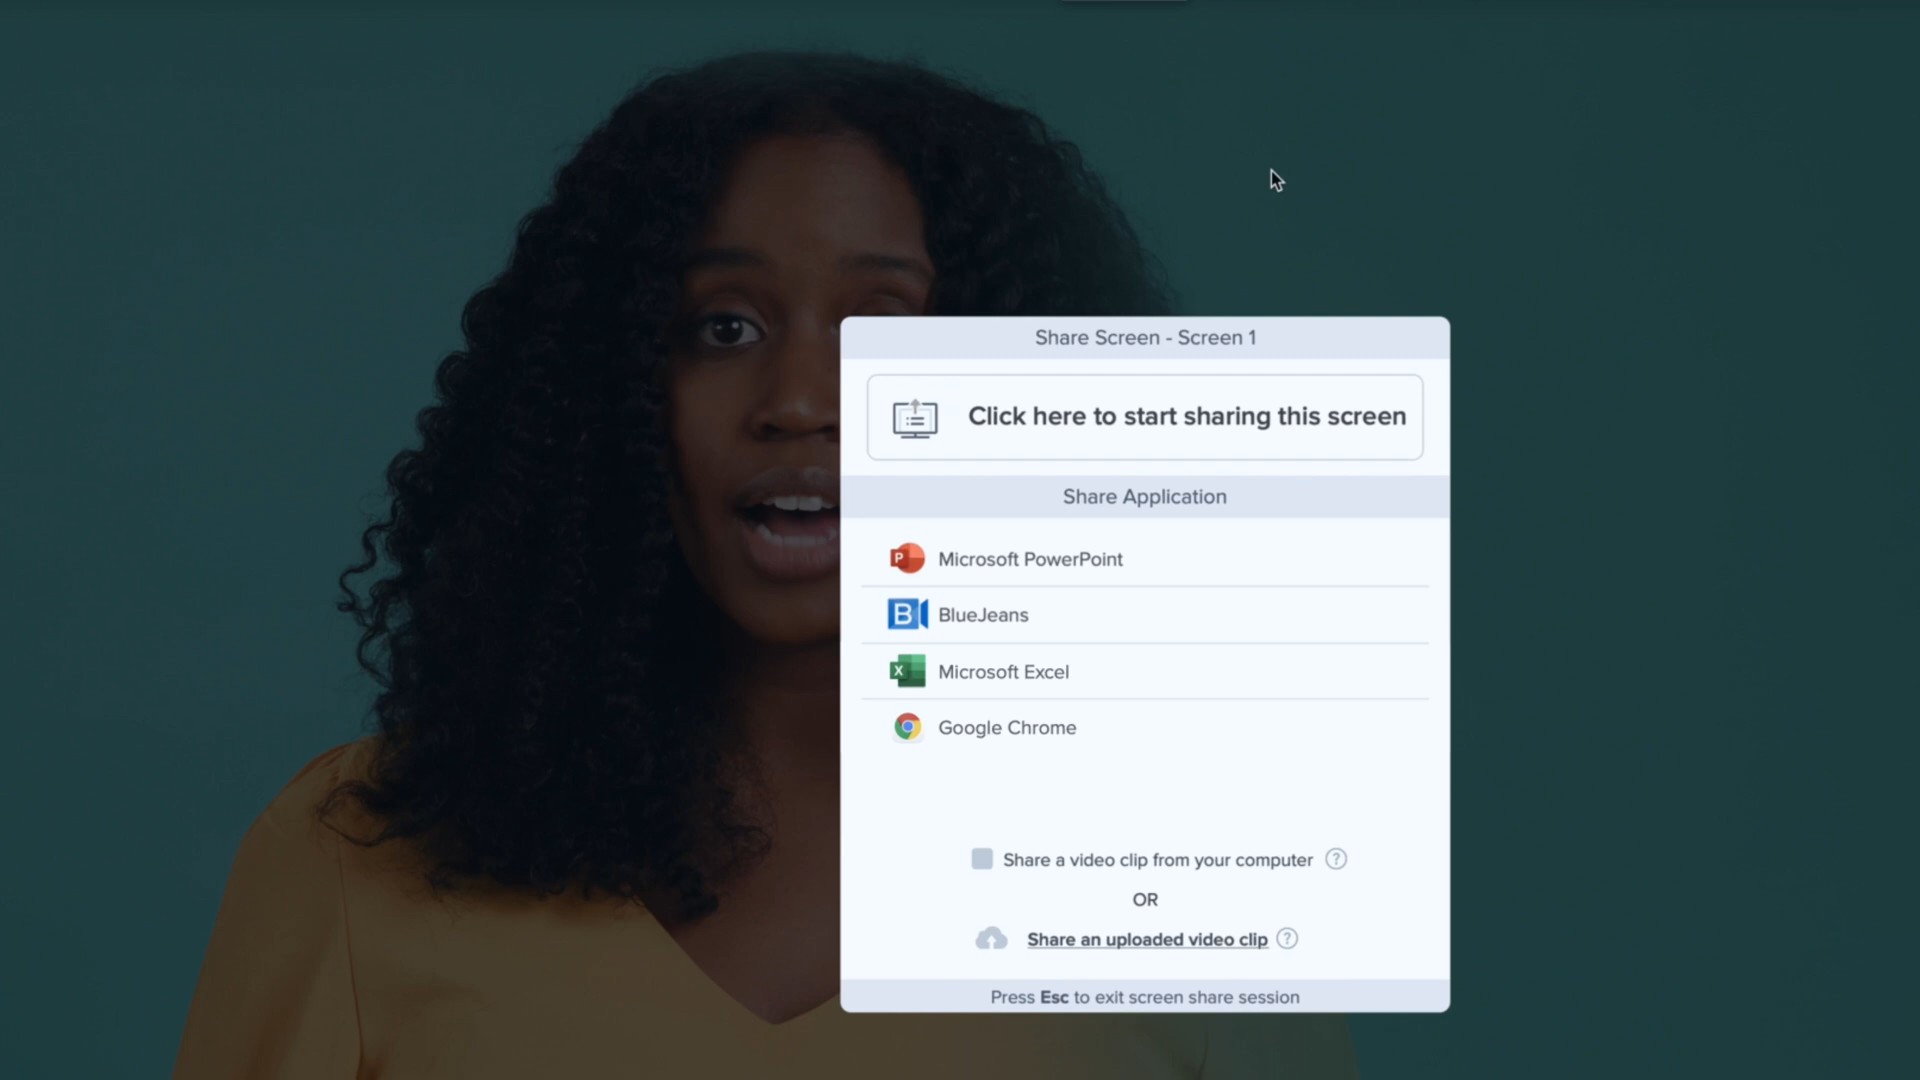 Share Screen - Screen 1
Click here to start sharing this screen
Share Application
P Microsoft PowerPoint
B BlueJeans
X Microsoft Excel
Google Chrome
Share a video clip from your computer ?
OR
Share an uploaded video clip ?
Press Esc to exit screen share session